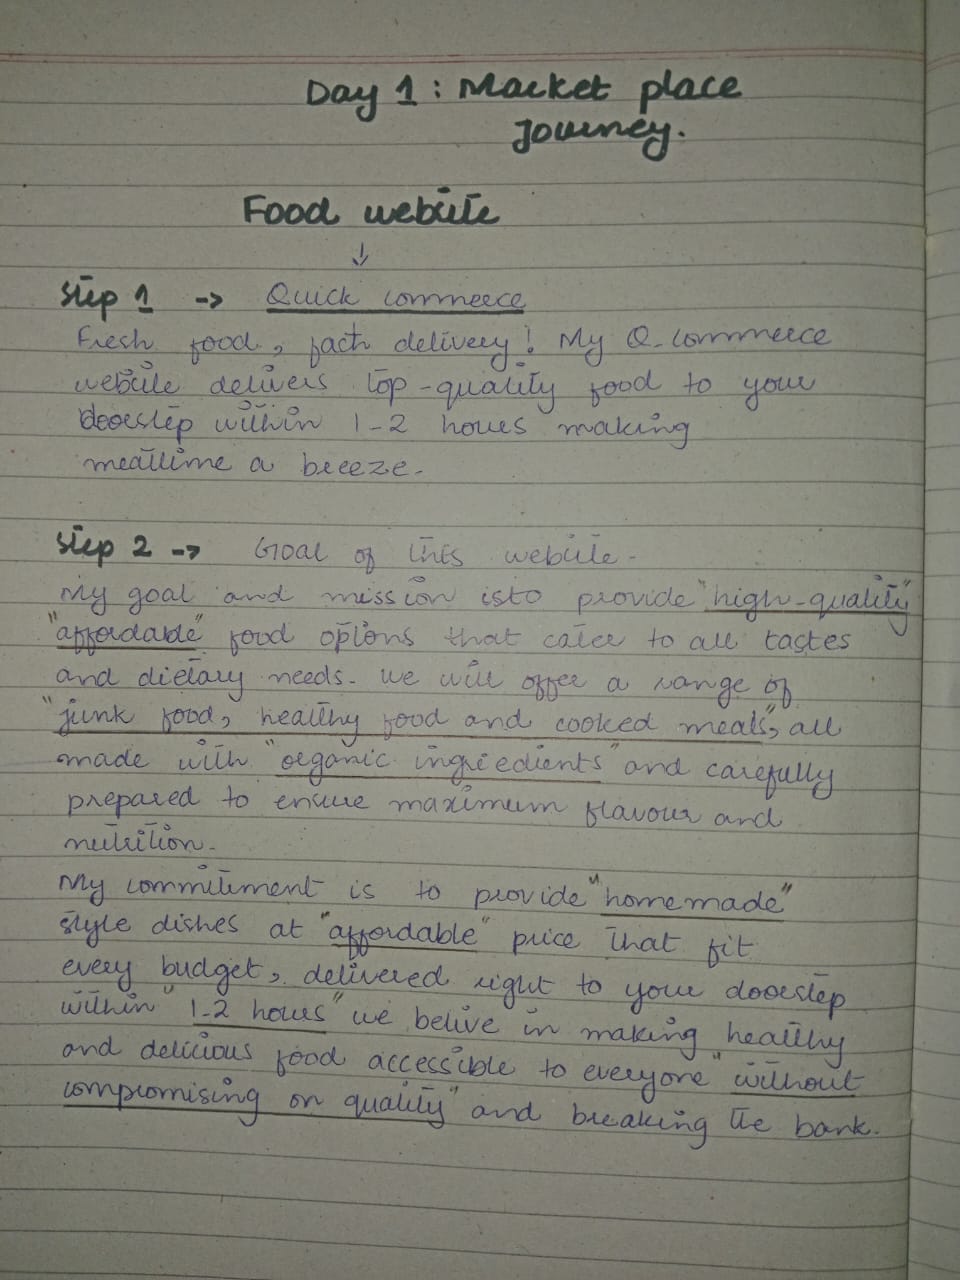 Day 1 : Market place
Journey.
Food website
↓
Step 1 -> Quick commerce
Fresh food, fast delivery! My Q-commerce
website delivers top-quality food to your
doorstep within 1-2 hours making
mealtime a breeze.
Step 2 -> Goal of this website.
My goal and mission is to provide "high-quality"
"affordable" food options that cater to all tastes
and dietary needs. we will offer a range of
"junk food, healthy food and cooked meals", all
made with "organic ingredients" and carefully
prepared to ensure maximum flavour and
nutrition.
My commitment is to provide "homemade"
style dishes at "affordable" price that fit
every budget, delivered right to your doorstep
within "1-2 hours" we belive in making healthy
and delicious food accessible to everyone "without
compromising on quality" and breaking the bank.